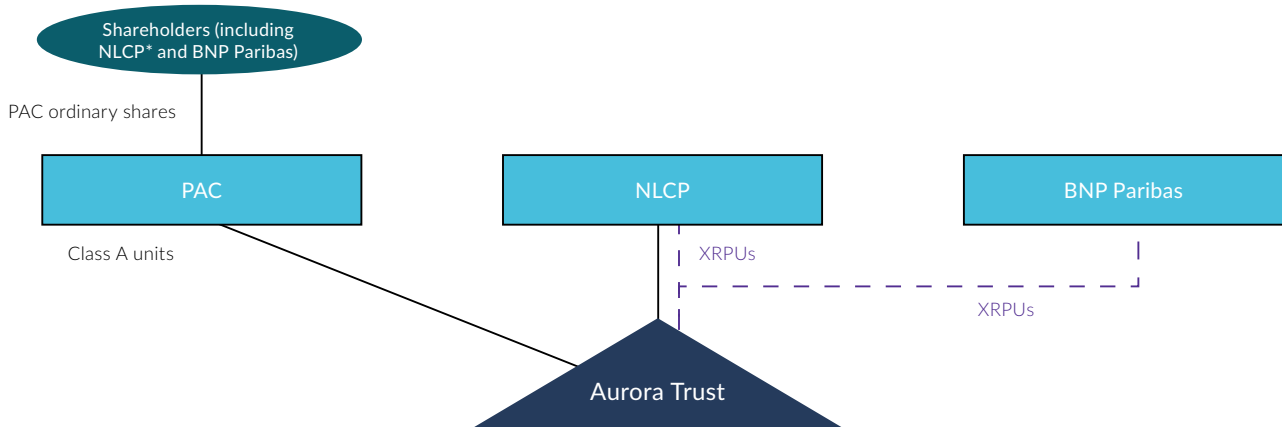 Shareholders (including
NLCP* and BNP Paribas)
PAC ordinary shares
PAC
NLCP
BNP Paribas
Class A units
XRPUs
XRPUs
Aurora Trust